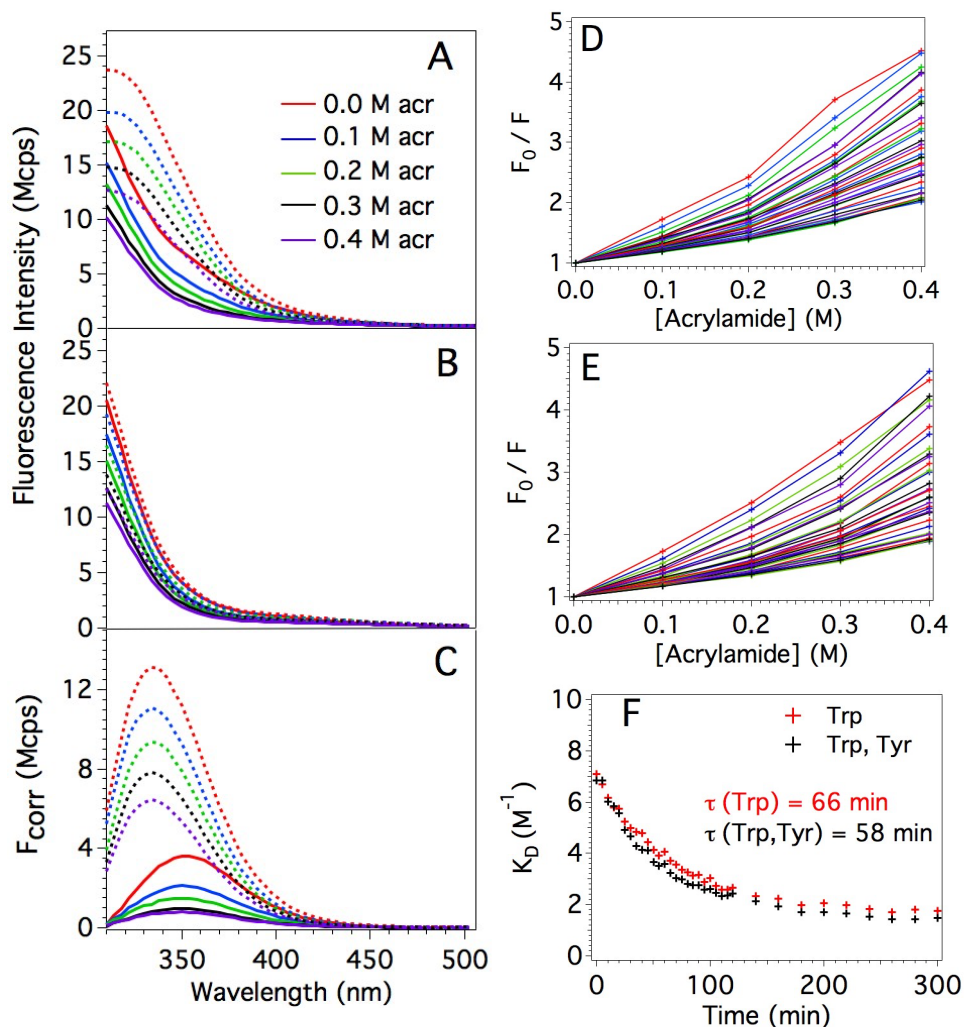 A
25
20
15
10
5
0
0.0 M acr
0.1 M acr
0.2 M acr
0.3 M acr
0.4 M acr
B
25
20
15
10
5
0
Fluorescence Intensity (Mcps)
C
12
8
4
0
F_corr (Mcps)
350 400 450 500
Wavelength (nm)
D
5
4
3
2
1
F₀ / F
0.0 0.1 0.2 0.3 0.4
[Acrylamide] (M)
E
5
4
3
2
1
F₀ / F
0.0 0.1 0.2 0.3 0.4
[Acrylamide] (M)
F
10
8
6
4
2
0
K_D (M⁻¹)
Trp
Trp, Tyr
τ (Trp) = 66 min
τ (Trp,Tyr) = 58 min
0 100 200 300
Time (min)